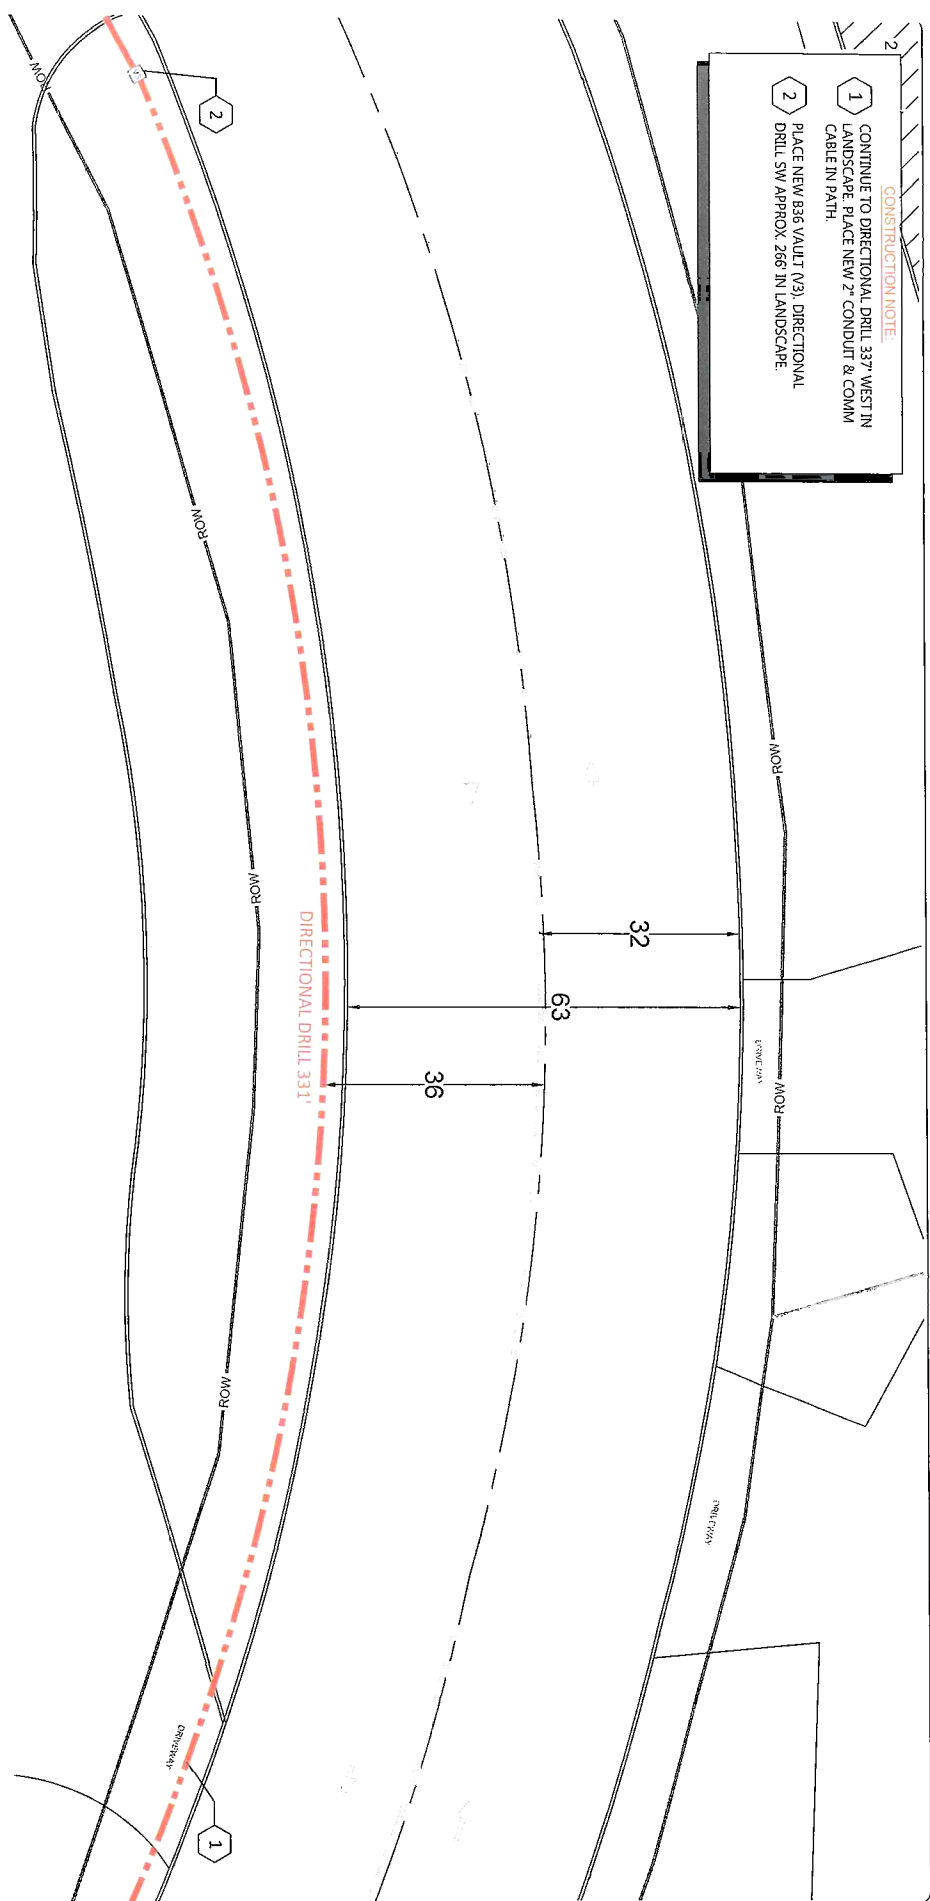 2
CONSTRUCTION NOTE:
1
CONTINUE TO DIRECTIONAL DRILL 337' WEST IN
LANDSCAPE. PLACE NEW 2" CONDUIT & COMM
CABLE IN PATH.
2
PLACE NEW B36 VAULT (V3). DIRECTIONAL
DRILL SW APPROX. 266' IN LANDSCAPE.
ROW
ROW
DRIVEWAY
DRIVEWAY
32
63
36
DIRECTIONAL DRILL 331'
2
V3
ROW
ROW
ROW
ROW
DRIVEWAY
1